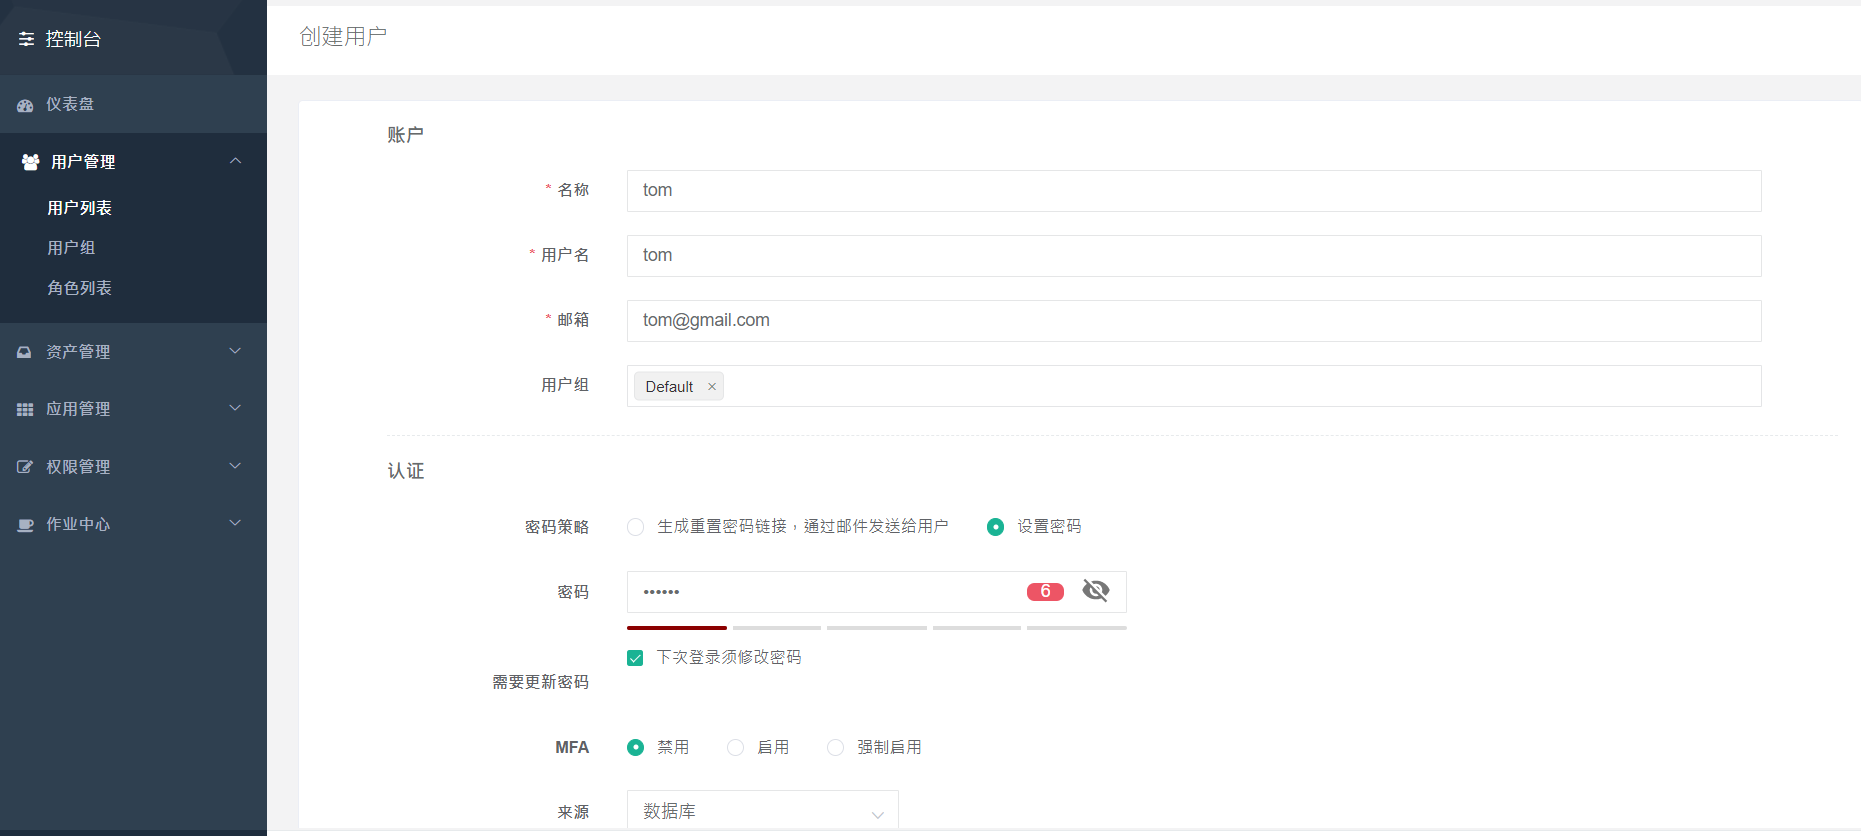 控制台
仪表盘
用户管理
用户列表
用户组
角色列表
资产管理
应用管理
权限管理
作业中心
创建用户
账户
* 名称 tom
* 用户名 tom
* 邮箱 tom@gmail.com
用户组 Default ×
认证
密码策略 生成重置密码链接，通过邮件发送给用户 设置密码
密码 •••••• 6
下次登录须修改密码
需要更新密码
MFA 禁用 启用 强制启用
来源 数据库